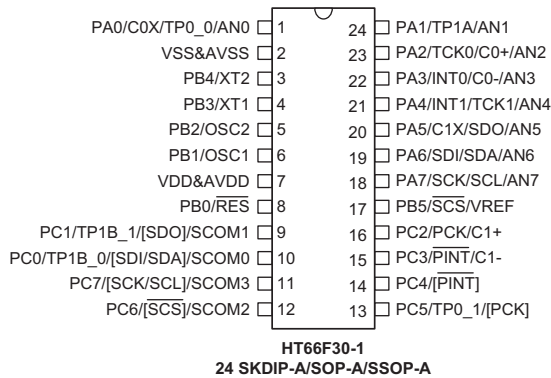 PA0/C0X/TP0_0/AN0 1 24 PA1/TP1A/AN1
VSS&AVSS 2 23 PA2/TCK0/C0+/AN2
PB4/XT2 3 22 PA3/INT0/C0-/AN3
PB3/XT1 4 21 PA4/INT1/TCK1/AN4
PB2/OSC2 5 20 PA5/C1X/SDO/AN5
PB1/OSC1 6 19 PA6/SDI/SDA/AN6
VDD&AVDD 7 18 PA7/SCK/SCL/AN7
PB0/RES 8 17 PB5/SCS/VREF
PC1/TP1B_1/[SDO]/SCOM1 9 16 PC2/PCK/C1+
PC0/TP1B_0/[SDI/SDA]/SCOM0 10 15 PC3/PINT/C1-
PC7/[SCK/SCL]/SCOM3 11 14 PC4/[PINT]
PC6/[SCS]/SCOM2 12 13 PC5/TP0_1/[PCK]
HT66F30-1
24 SKDIP-A/SOP-A/SSOP-A